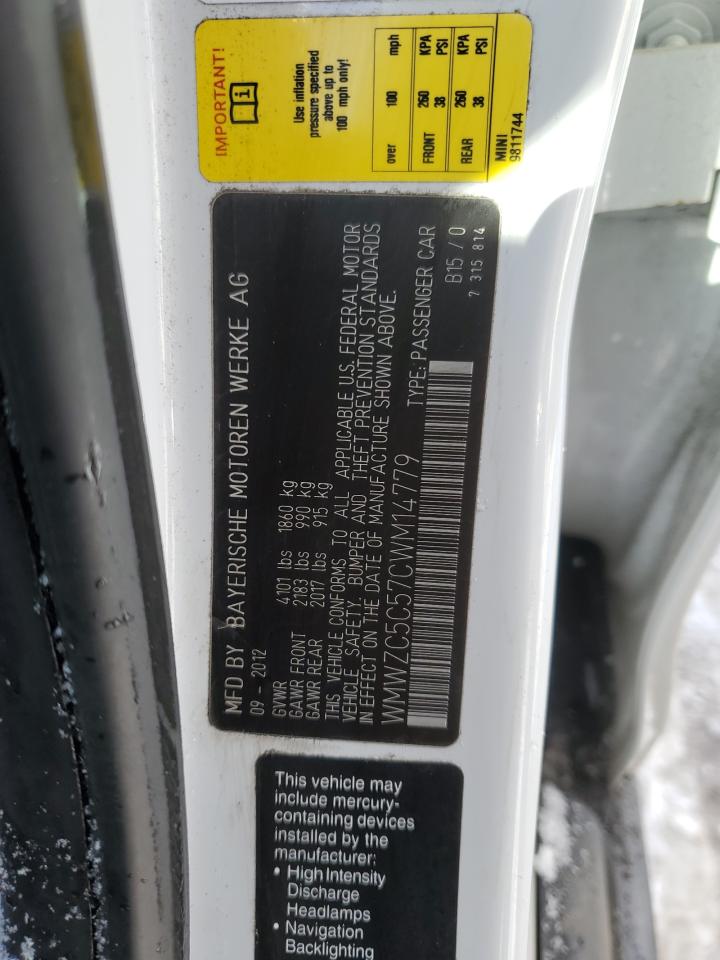 IMPORTANT!
Use inflation
pressure specified
above up to
100 mph only!
over 100 mph
KPA PSI
FRONT 260 38
KPA PSI
REAR 260 38
MINI
9811744
MFD BY BAYERISCHE MOTOREN WERKE AG
09 - 2012
GVWR 4101 lbs 1860 kg
GAWR FRONT 2183 lbs 990 kg
GAWR REAR 2017 lbs 915 kg
THIS VEHICLE CONFORMS TO ALL APPLICABLE U.S. FEDERAL MOTOR
VEHICLE SAFETY, BUMPER AND THEFT PREVENTION STANDARDS
IN EFFECT ON THE DATE OF MANUFACTURE SHOWN ABOVE.
WMWZC5C57CWM14779 TYPE: PASSENGER CAR
B15 / 0
7 315 814
This vehicle may
include mercury-
containing devices
installed by the
manufacturer:
• High Intensity
Discharge
Headlamps
• Navigation
Backlighting